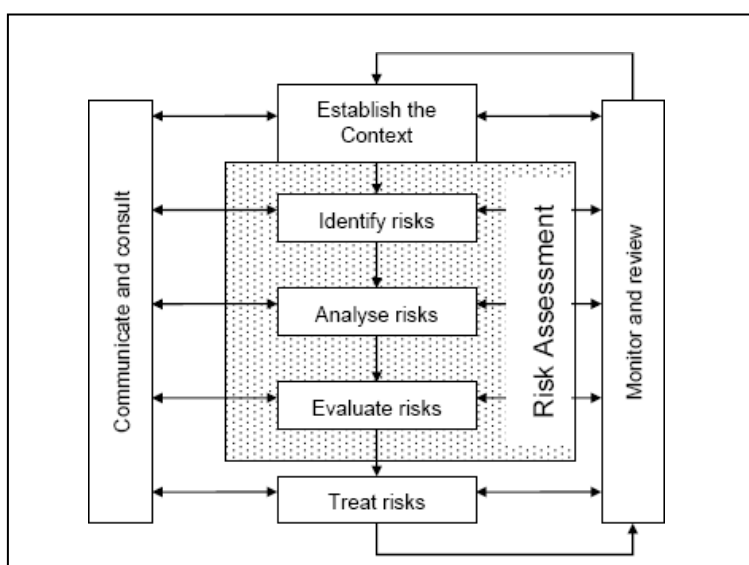 Establish the
Context
Communicate and consult
Identify risks
Analyse risks
Evaluate risks
Risk Assessment
Monitor and review
Treat risks